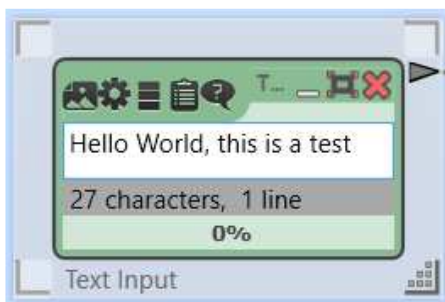 T...
Hello World, this is a test
27 characters, 1 line
0%
Text Input